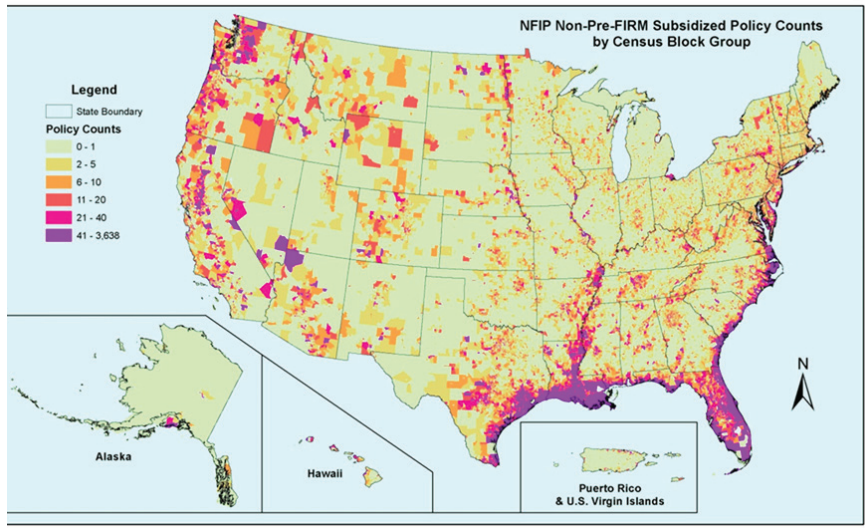 NFIP Non-Pre-FIRM Subsidized Policy Counts
by Census Block Group
Legend
State Boundary
Policy Counts
0 - 1
2 - 5
6 - 10
11 - 20
21 - 40
41 - 3,638
N
Alaska
Hawaii
Puerto Rico
& U.S. Virgin Islands